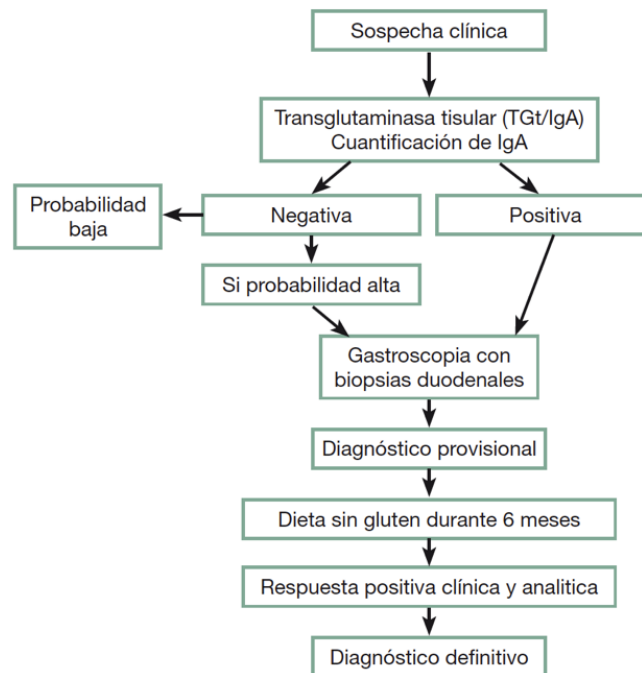 Sospecha clínica
Transglutaminasa tisular (TGt/IgA)
Cuantificación de IgA
Probabilidad
baja
Negativa
Positiva
Si probabilidad alta
Gastroscopia con
biopsias duodenales
Diagnóstico provisional
Dieta sin gluten durante 6 meses
Respuesta positiva clínica y analitica
Diagnóstico definitivo